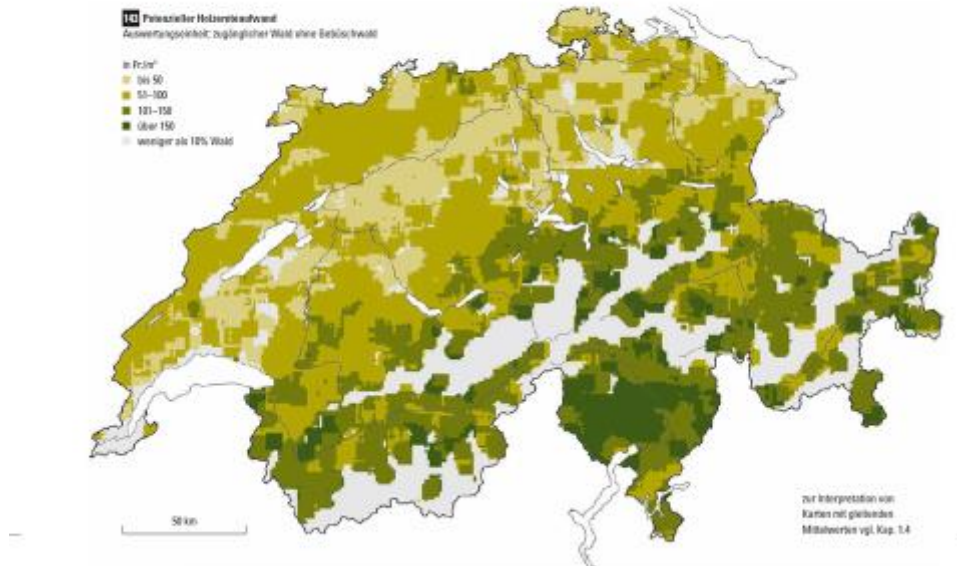 143 Potenzieller Holzernteaufwand
Auswertungseinheit: zugänglicher Wald ohne Gebüschwald
in Fr./m³
bis 50
51–100
101–150
über 150
weniger als 10% Wald
50 km
zur Interpretation von
Karten mit gleitenden
Mittelwerten vgl. Kap. 1.4